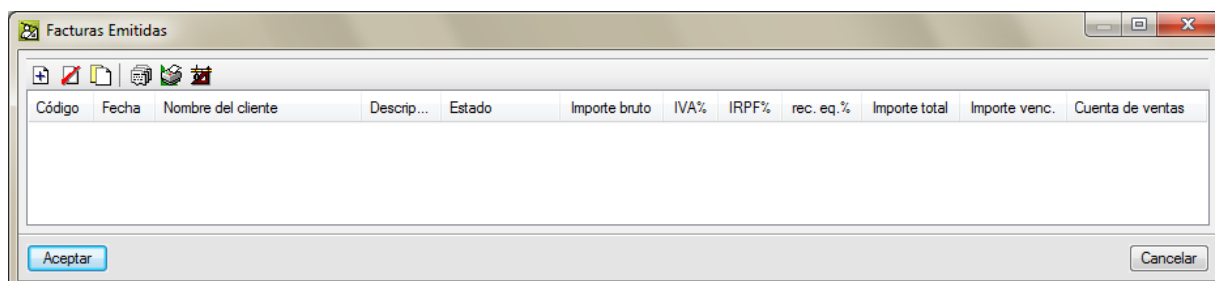 Facturas Emitidas
Código Fecha Nombre del cliente Descrip... Estado Importe bruto IVA% IRPF% rec. eq.% Importe total Importe venc. Cuenta de ventas
Aceptar Cancelar